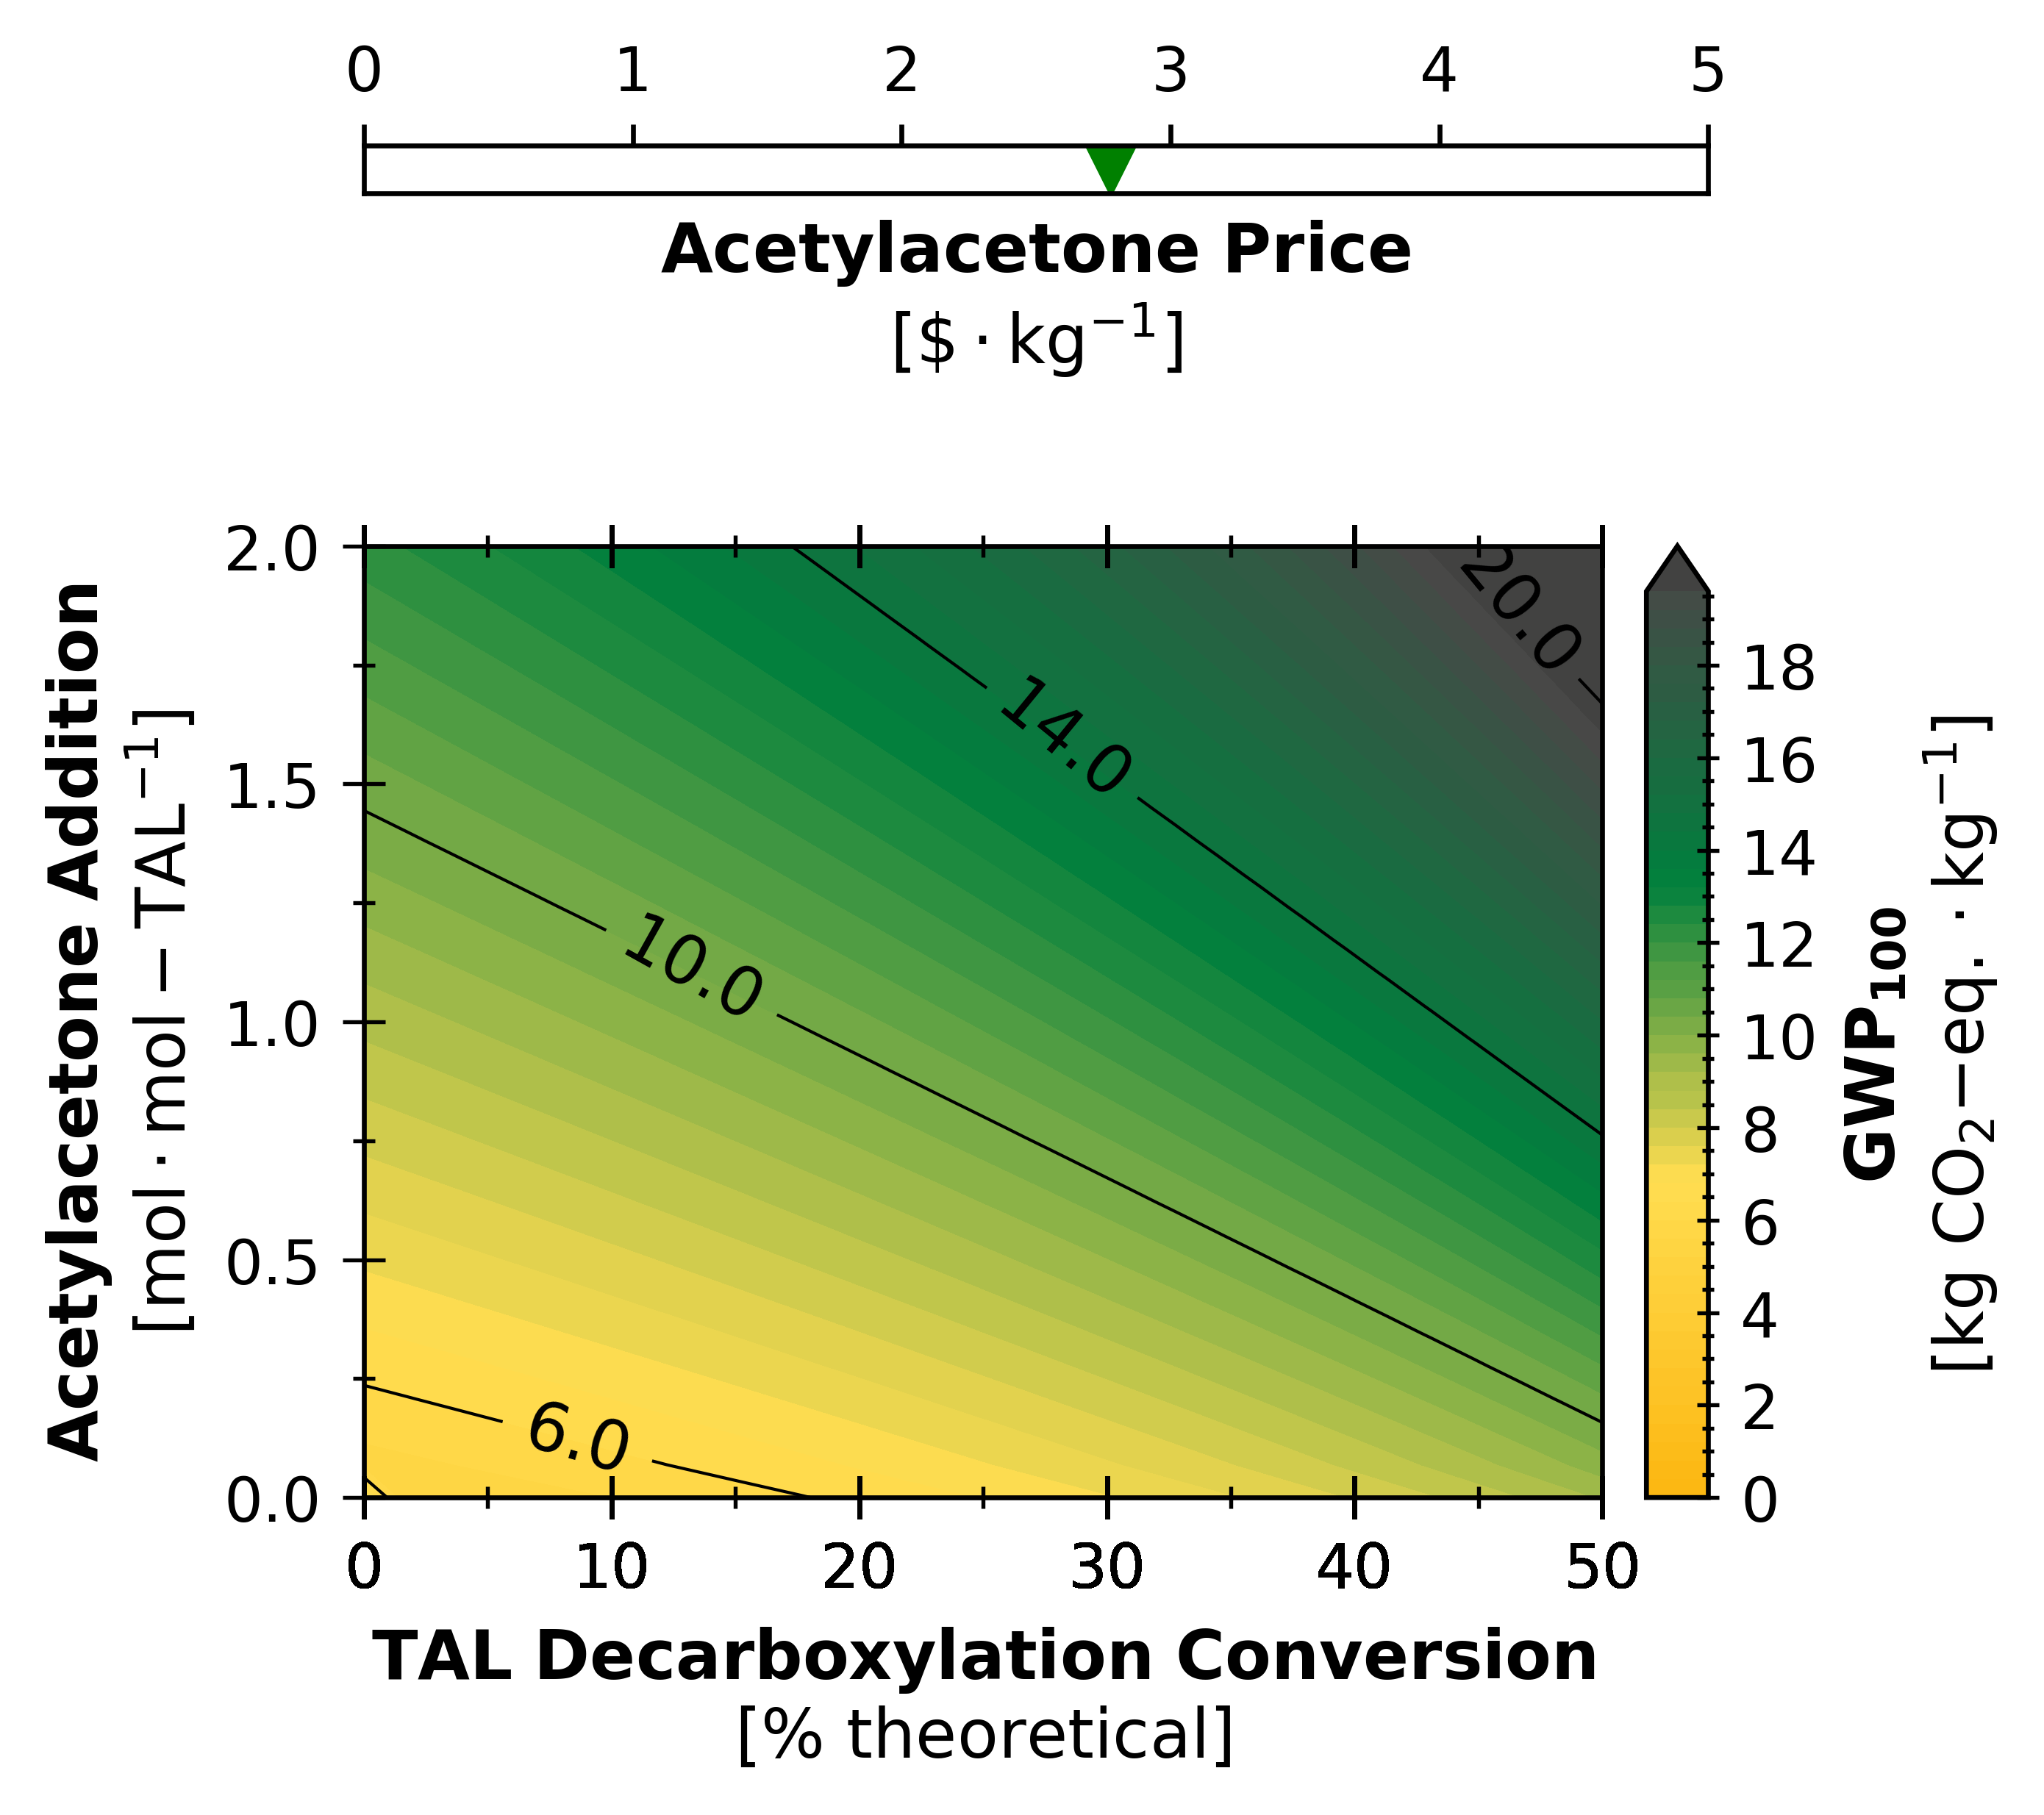 0 1 2 3 4 5
Acetylacetone Price
[$ · kg⁻¹]
2.0
1.5
1.0
0.5
0.0
Acetylacetone Addition
[mol · mol − TAL⁻¹]
20.0
14.0
10.0
6.0
0 10 20 30 40 50
TAL Decarboxylation Conversion
[% theoretical]
18
16
14
12
10
8
6
4
2
0
GWP₁₀₀
[kg CO₂−eq. · kg⁻¹]